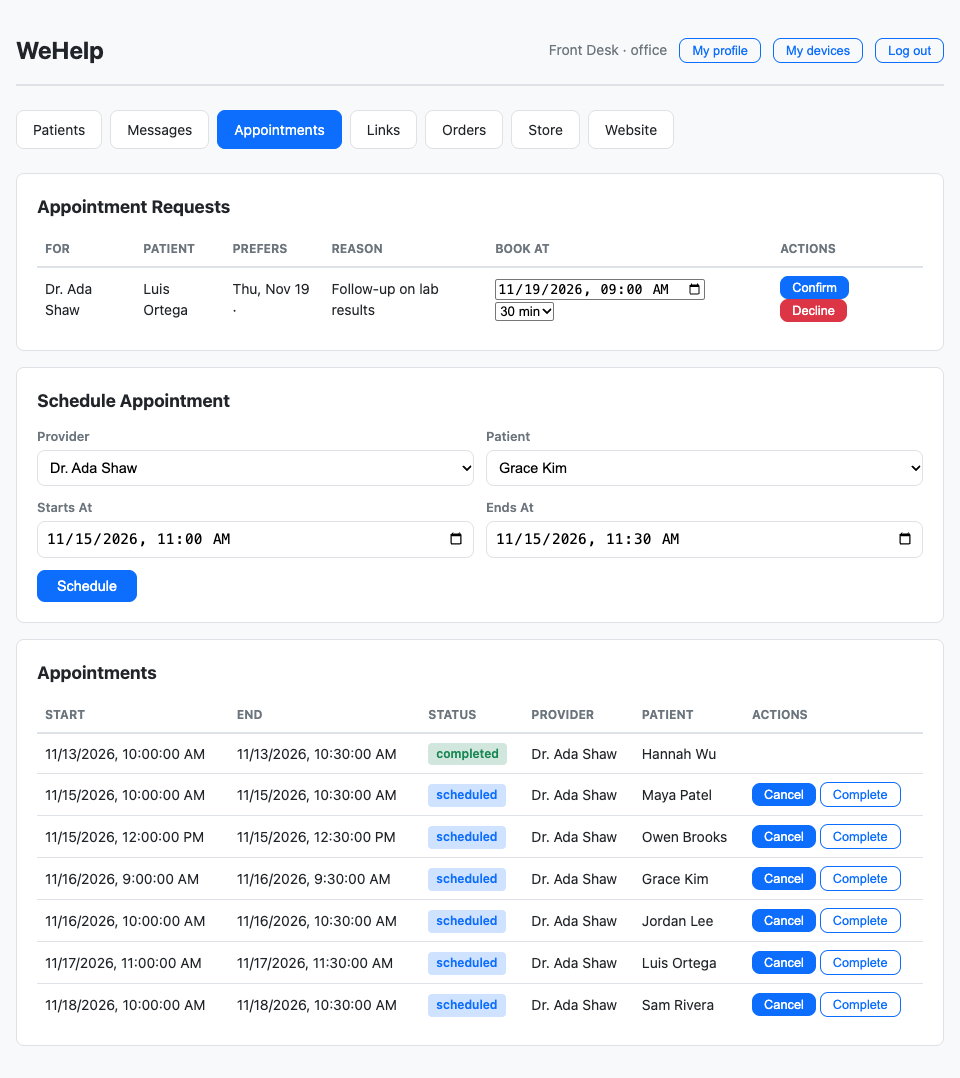 WeHelp
Front Desk · office My profile My devices Log out
Patients Messages Appointments Links Orders Store Website
Appointment Requests
FOR PATIENT PREFERS REASON BOOK AT ACTIONS
Dr. Ada Shaw Luis Ortega Thu, Nov 19 · Follow-up on lab results 11/19/2026, 09:00 AM 30 min Confirm Decline
Schedule Appointment
Provider Patient
Dr. Ada Shaw Grace Kim
Starts At Ends At
11/15/2026, 11:00 AM 11/15/2026, 11:30 AM
Schedule
Appointments
START END STATUS PROVIDER PATIENT ACTIONS
11/13/2026, 10:00:00 AM 11/13/2026, 10:30:00 AM completed Dr. Ada Shaw Hannah Wu
11/15/2026, 10:00:00 AM 11/15/2026, 10:30:00 AM scheduled Dr. Ada Shaw Maya Patel Cancel Complete
11/15/2026, 12:00:00 PM 11/15/2026, 12:30:00 PM scheduled Dr. Ada Shaw Owen Brooks Cancel Complete
11/16/2026, 9:00:00 AM 11/16/2026, 9:30:00 AM scheduled Dr. Ada Shaw Grace Kim Cancel Complete
11/16/2026, 10:00:00 AM 11/16/2026, 10:30:00 AM scheduled Dr. Ada Shaw Jordan Lee Cancel Complete
11/17/2026, 11:00:00 AM 11/17/2026, 11:30:00 AM scheduled Dr. Ada Shaw Luis Ortega Cancel Complete
11/18/2026, 10:00:00 AM 11/18/2026, 10:30:00 AM scheduled Dr. Ada Shaw Sam Rivera Cancel Complete